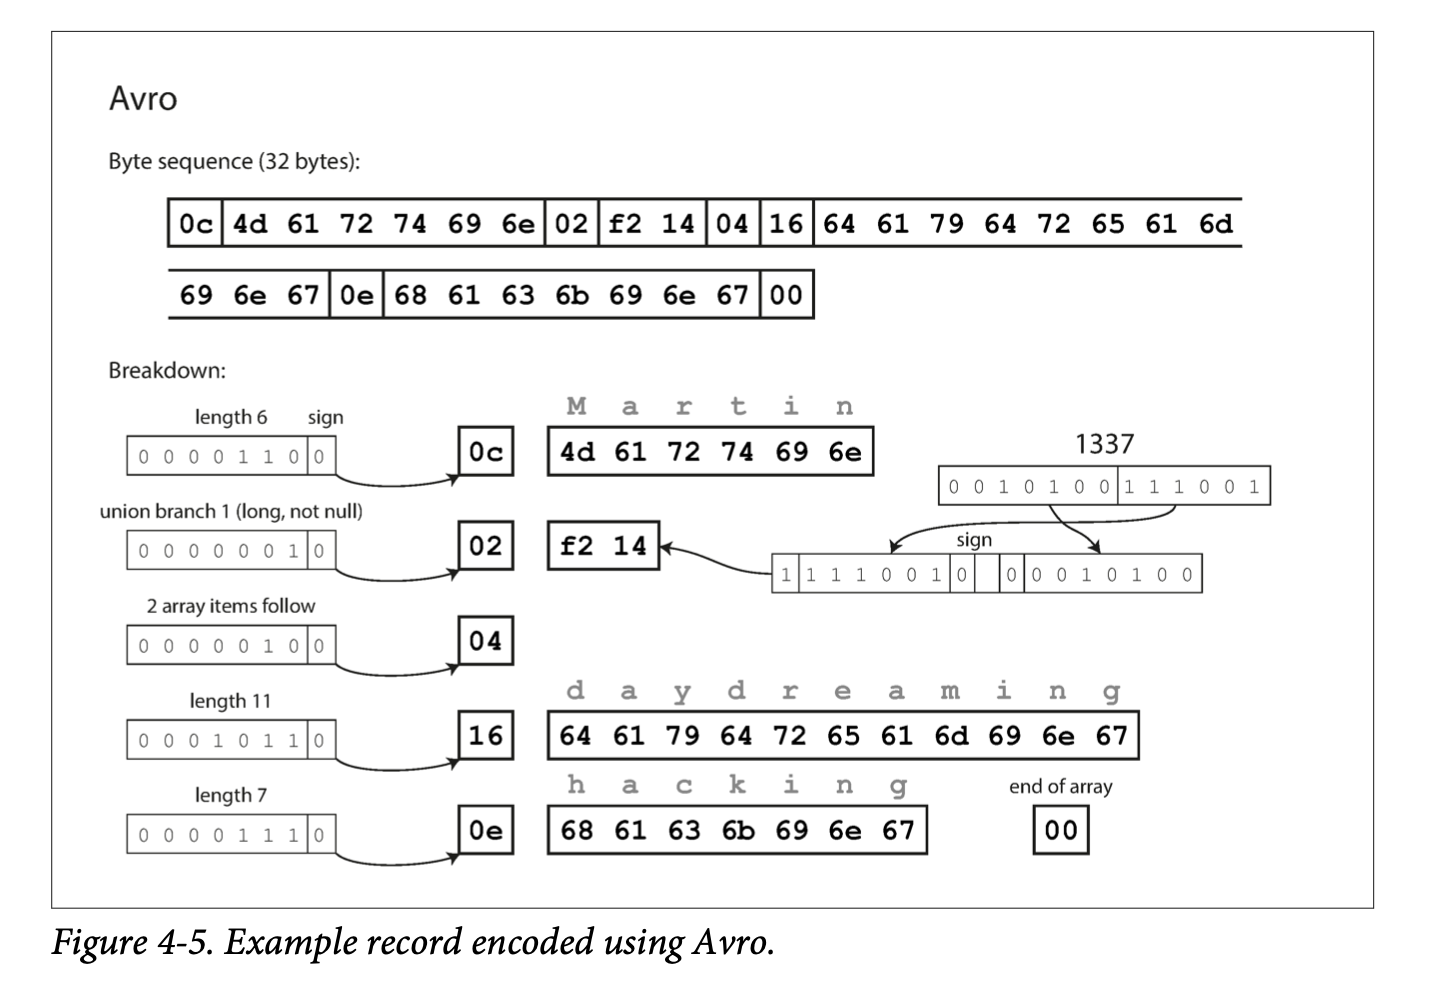 Avro
Byte sequence (32 bytes):
0c 4d 61 72 74 69 6e 02 f2 14 04 16 64 61 79 64 72 65 61 6d
69 6e 67 0e 68 61 63 6b 69 6e 67 00
Breakdown:
length 6 sign
0 0 0 0 1 1 0 0
0c
M a r t i n
4d 61 72 74 69 6e
1337
0 0 1 0 1 0 0 1 1 1 0 0 1
union branch 1 (long, not null)
0 0 0 0 0 0 1 0
02
f2 14
sign
1 1 1 1 0 0 1 0 0 0 0 1 0 1 0 0
2 array items follow
0 0 0 0 0 1 0 0
04
length 11
0 0 0 1 0 1 1 0
16
d a y d r e a m i n g
64 61 79 64 72 65 61 6d 69 6e 67
length 7
0 0 0 0 1 1 1 0
0e
h a c k i n g
68 61 63 6b 69 6e 67
end of array
00
Figure 4-5. Example record encoded using Avro.